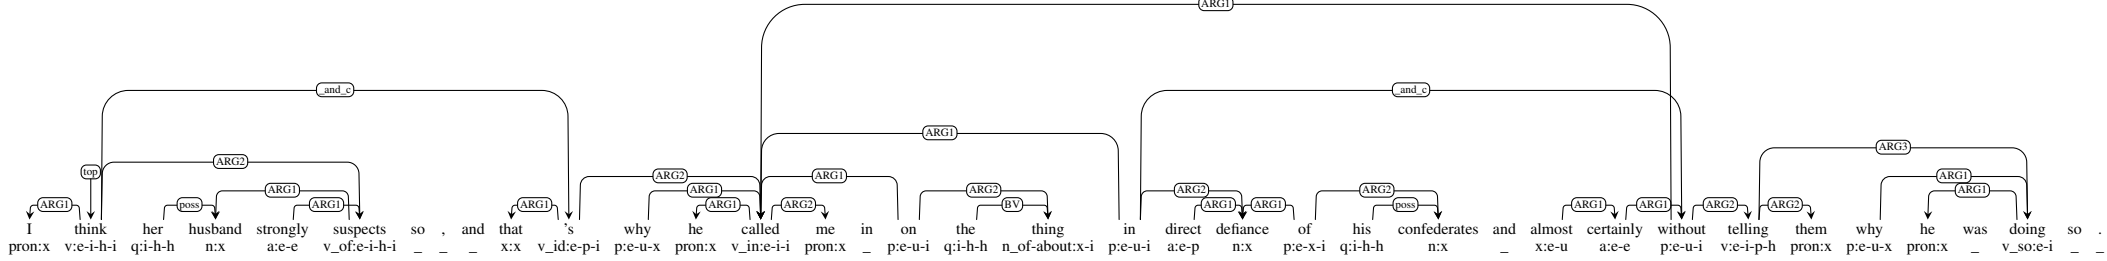 ARG1
_and_c _and_c
ARG1
top ARG2 ARG3
ARG2 ARG1 ARG1
poss ARG1 ARG1 ARG2 ARG2 ARG1
ARG1 ARG1 ARG1 ARG1 ARG2 BV ARG1 ARG1 poss ARG1 ARG1 ARG2 ARG2 ARG1
I think her husband strongly suspects so , and that 's why he called me in on the thing in direct defiance of his confederates and almost certainly without telling them why he was doing so .
pron:x v:e-i-h-i q:i-h-h n:x a:e-e v_of:e-i-h-i _ _ _ x:x v_id:e-p-i p:e-u-x pron:x v_in:e-i-i pron:x _ p:e-u-i q:i-h-h n_of-about:x-i p:e-u-i a:e-p n:x p:e-x-i q:i-h-h n:x _ x:e-u a:e-e p:e-u-i v:e-i-p-h pron:x p:e-u-x pron:x _ v_so:e-i _ _